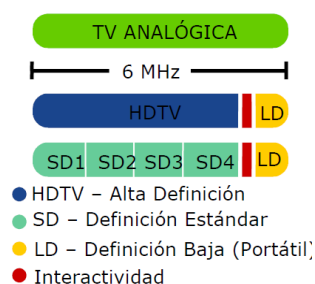 TV ANALÓGICA
6 MHz
HDTV LD
SD1 SD2 SD3 SD4 LD
HDTV – Alta Definición
SD – Definición Estándar
LD – Definición Baja (Portátil)
Interactividad